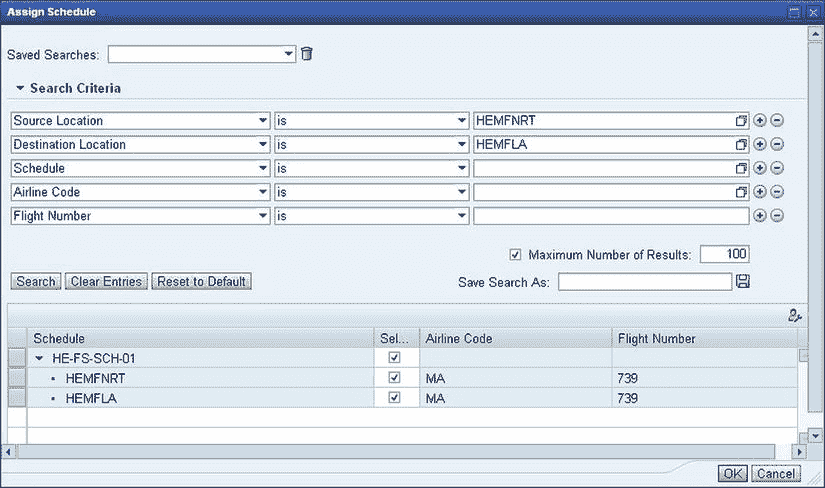 Assign Schedule
Saved Searches:
Search Criteria
Source Location is HEMFNRT
Destination Location is HEMFLA
Schedule is
Airline Code is
Flight Number is
Maximum Number of Results: 100
Search Clear Entries Reset to Default Save Search As:
Schedule Sel... Airline Code Flight Number
HE-FS-SCH-01
HEMFNRT MA 739
HEMFLA MA 739
OK Cancel